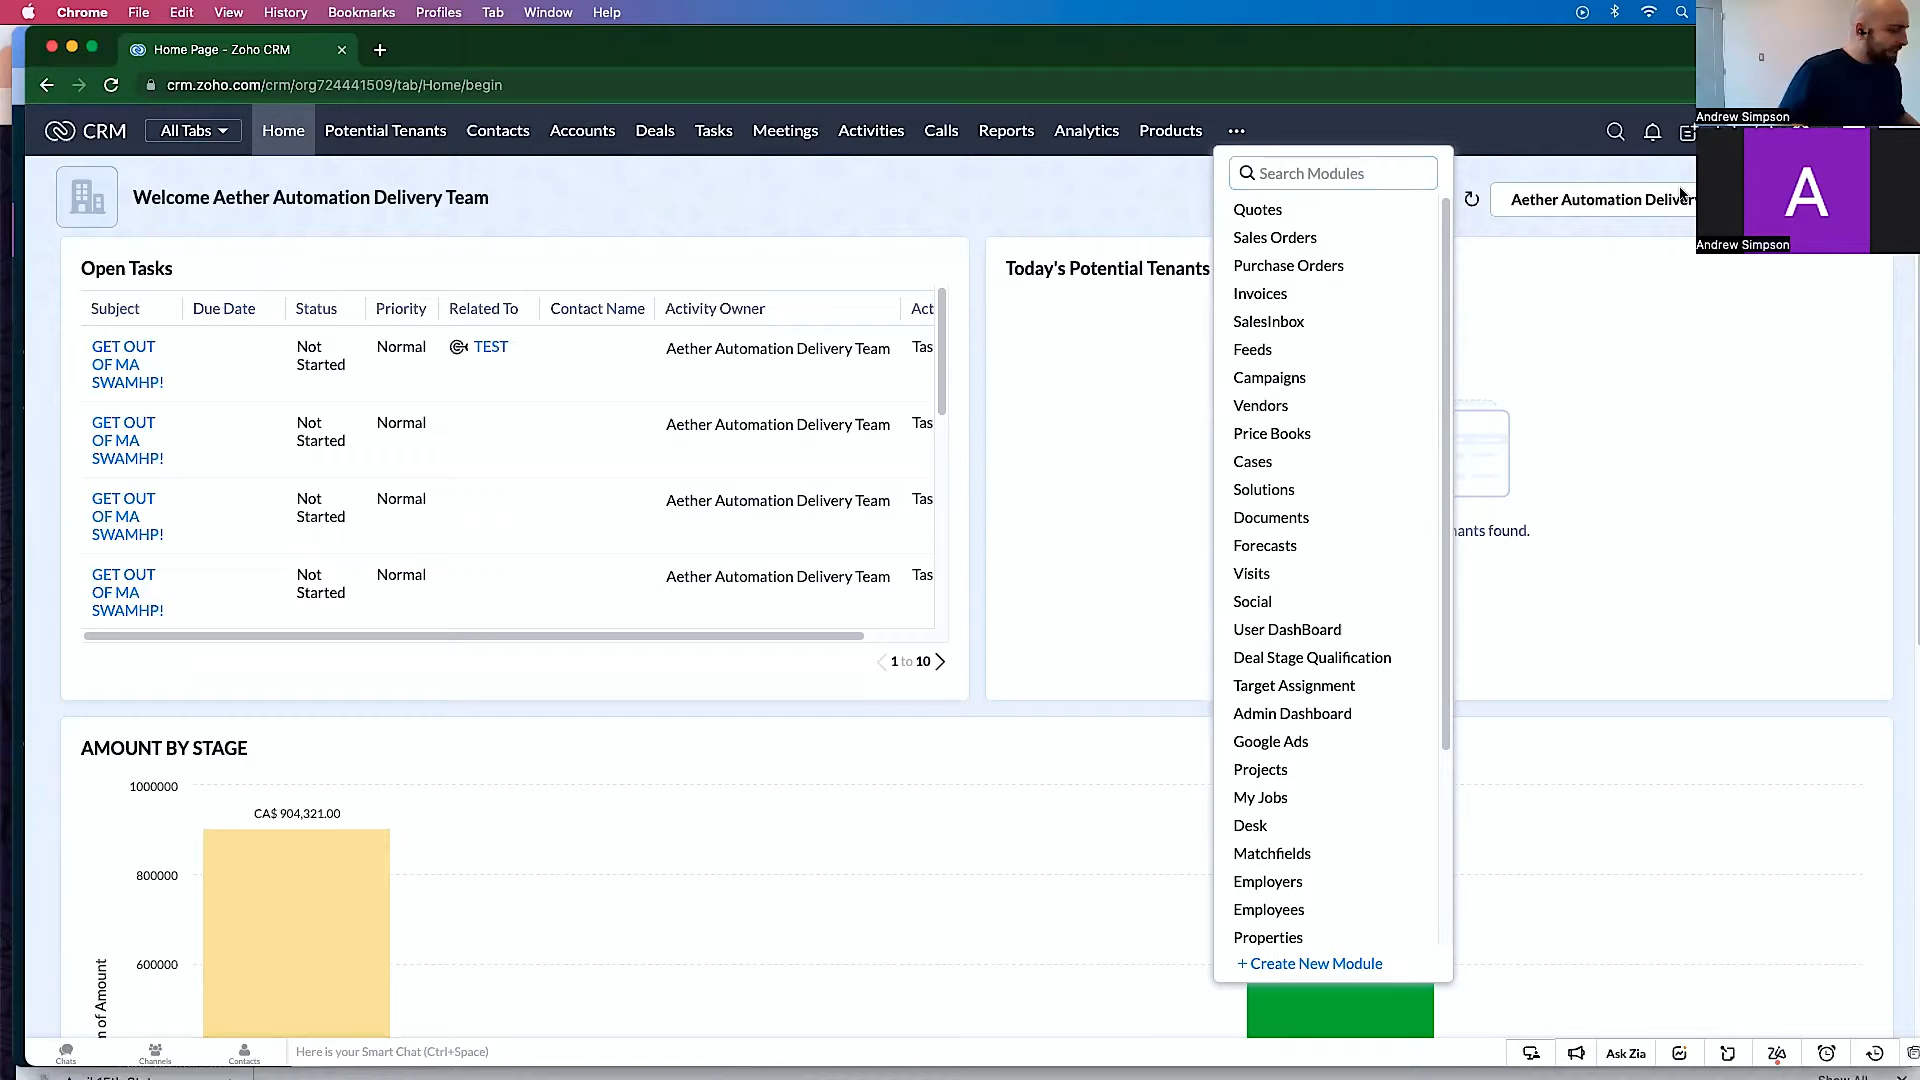 Chrome File Edit View History Bookmarks Profiles Tab Window Help
Home Page - Zoho CRM
crm.zoho.com/crm/org724441509/tab/Home/begin
CRM All Tabs Home Potential Tenants Contacts Accounts Deals Tasks Meetings Activities Calls Reports Analytics Products
Andrew Simpson
A
Andrew Simpson
Welcome Aether Automation Delivery Team
Aether Automation Delivery
Search Modules
Quotes
Sales Orders
Purchase Orders
Invoices
SalesInbox
Feeds
Campaigns
Vendors
Price Books
Cases
Solutions
Documents
Forecasts
Visits
Social
User DashBoard
Deal Stage Qualification
Target Assignment
Admin Dashboard
Google Ads
Projects
My Jobs
Desk
Matchfields
Employers
Employees
Properties
+ Create New Module
Open Tasks
Subject Due Date Status Priority Related To Contact Name Activity Owner Act
GET OUT OF MA SWAMHP! Not Started Normal TEST Aether Automation Delivery Team Tas
GET OUT OF MA SWAMHP! Not Started Normal Aether Automation Delivery Team Tas
GET OUT OF MA SWAMHP! Not Started Normal Aether Automation Delivery Team Tas
GET OUT OF MA SWAMHP! Not Started Normal Aether Automation Delivery Team Tas
1 to 10
Today's Potential Tenants
ants found.
AMOUNT BY STAGE
1000000
CA$ 904,321.00
800000
600000
n of Amount
Chats Channels Contacts
Here is your Smart Chat (Ctrl+Space)
Ask Zia